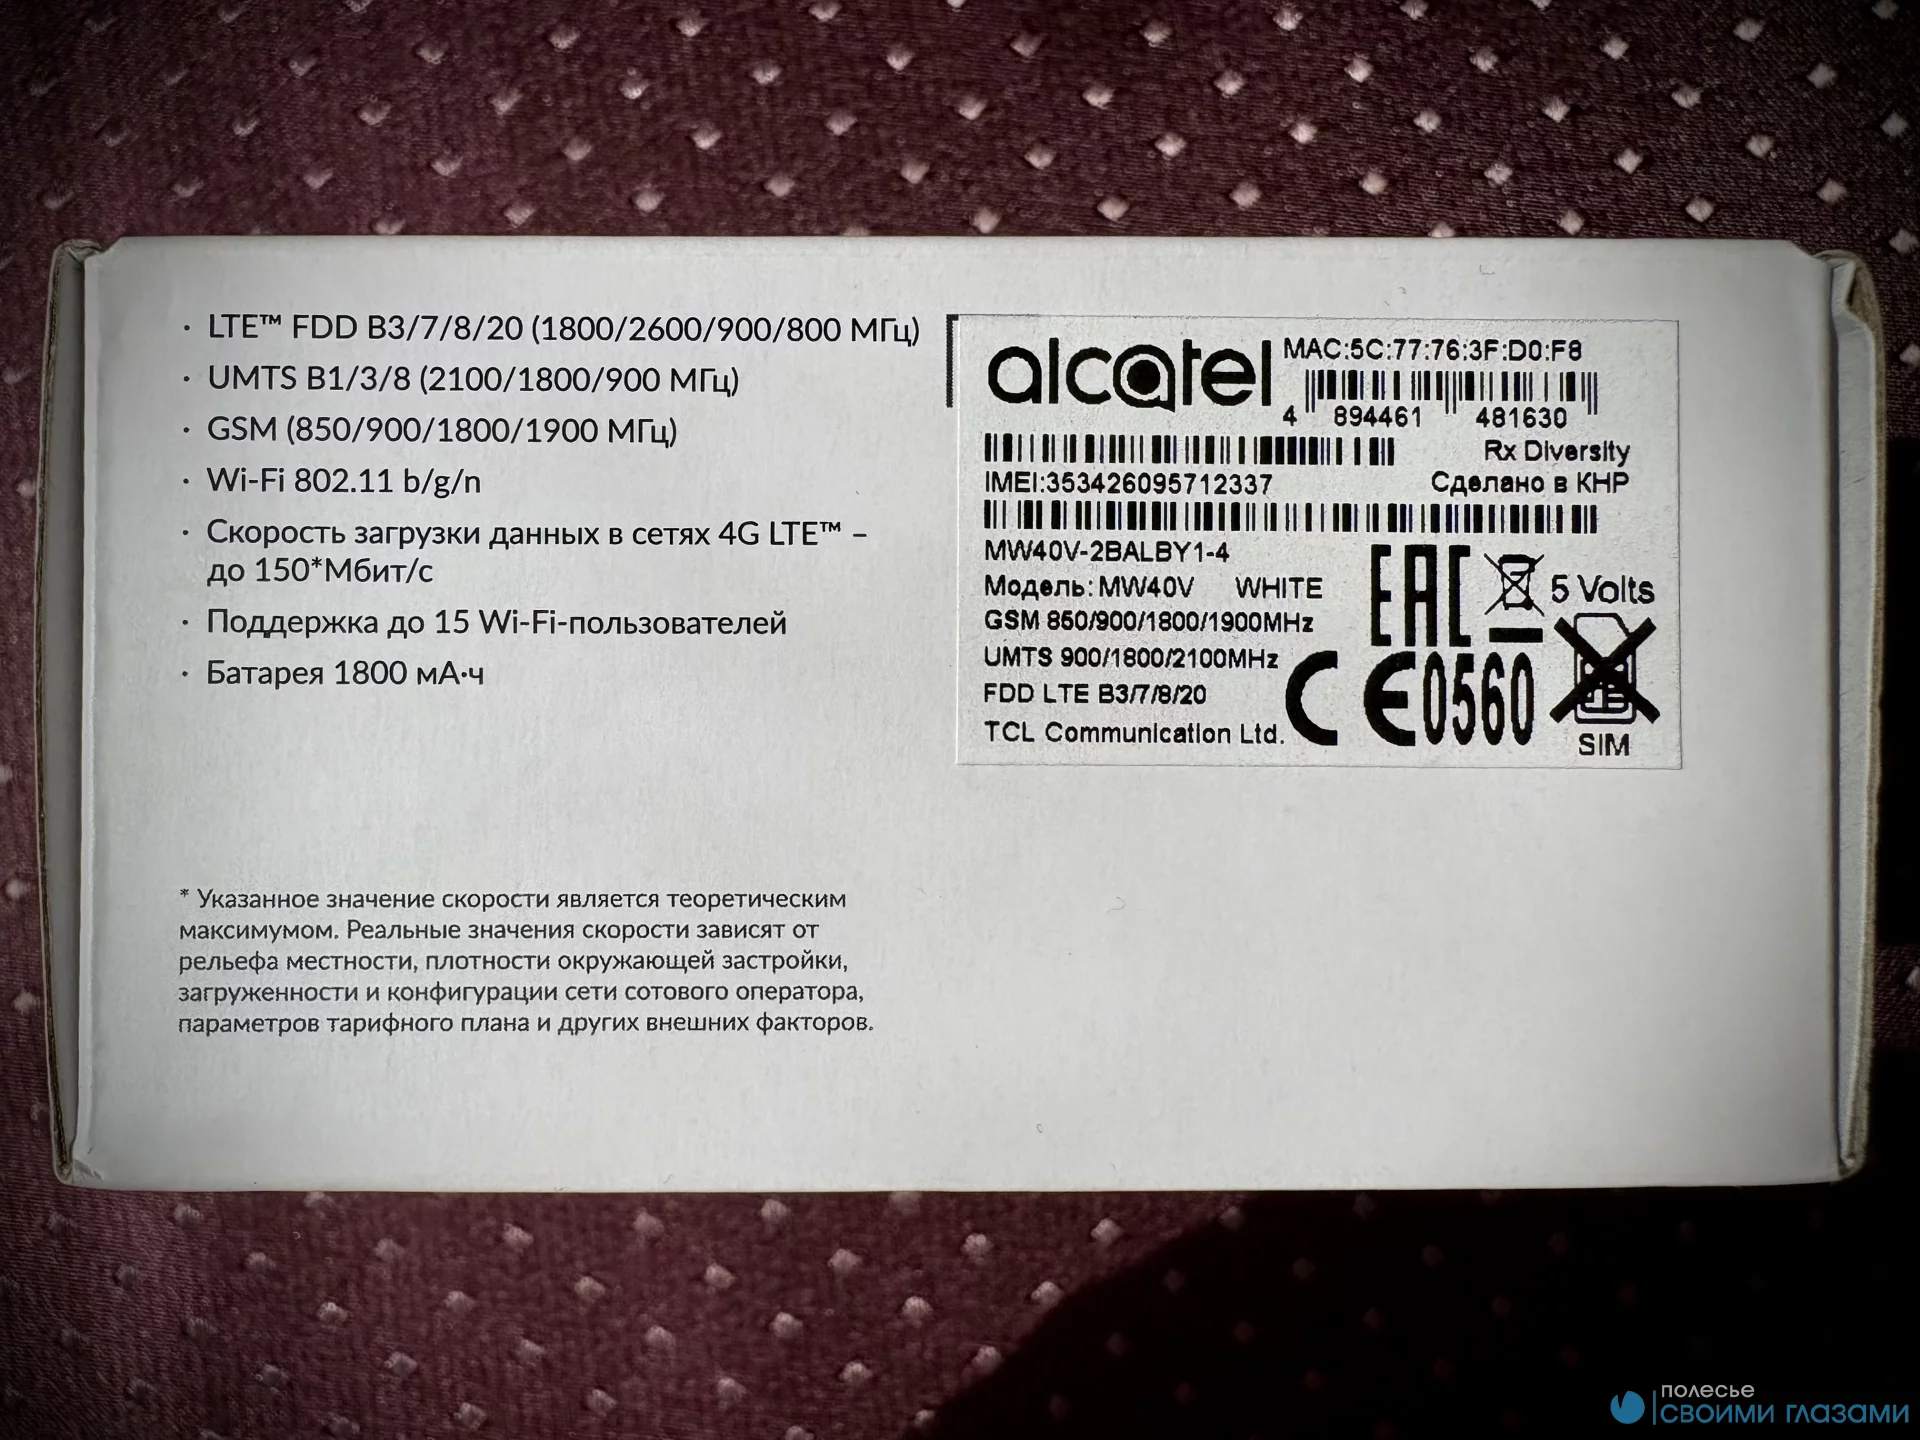 · LTE™ FDD B3/7/8/20 (1800/2600/900/800 МГц)
· UMTS B1/3/8 (2100/1800/900 МГц)
· GSM (850/900/1800/1900 МГц)
· Wi-Fi 802.11 b/g/n
· Скорость загрузки данных в сетях 4G LTE™ –
до 150*Мбит/с
· Поддержка до 15 Wi-Fi-пользователей
· Батарея 1800 мА·ч
* Указанное значение скорости является теоретическим
максимумом. Реальные значения скорости зависят от
рельефа местности, плотности окружающей застройки,
загруженности и конфигурации сети сотового оператора,
параметров тарифного плана и других внешних факторов.
alcatel
MAC:5C:77:76:3F:D0:F8
4 894461 481630
Rx Diversity
IMEI:353426095712337
Сделано в КНР
MW40V-2BALBY1-4
Модель: MW40V WHITE
EAC
5 Volts
GSM 850/900/1800/1900MHz
UMTS 900/1800/2100MHz
FDD LTE B3/7/8/20
CE0560
TCL Communication Ltd.
SIM
полесье
своими глазами